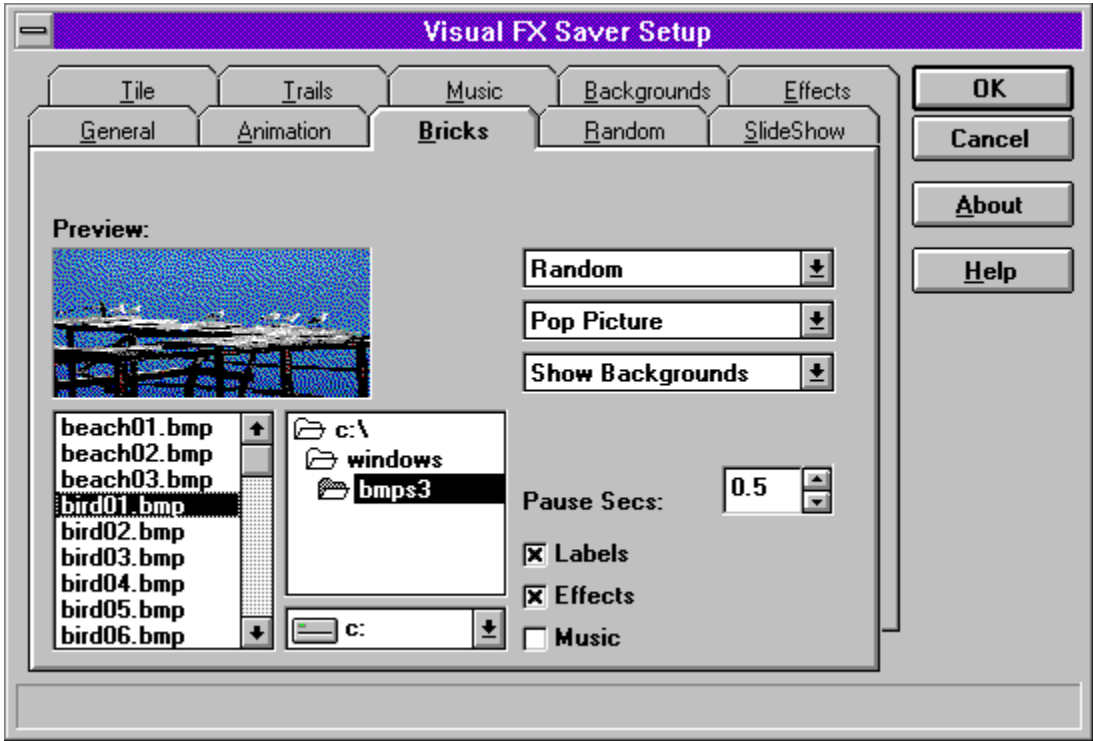 Visual FX Saver Setup
Tile Trails Music Backgrounds Effects
General Animation Bricks Random SlideShow
OK
Cancel
About
Help
Preview:
Random
Pop Picture
Show Backgrounds
beach01.bmp
beach02.bmp
beach03.bmp
bird01.bmp
bird02.bmp
bird03.bmp
bird04.bmp
bird05.bmp
bird06.bmp
c:\
windows
bmps3
c:
Pause Secs: 0.5
Labels
Effects
Music